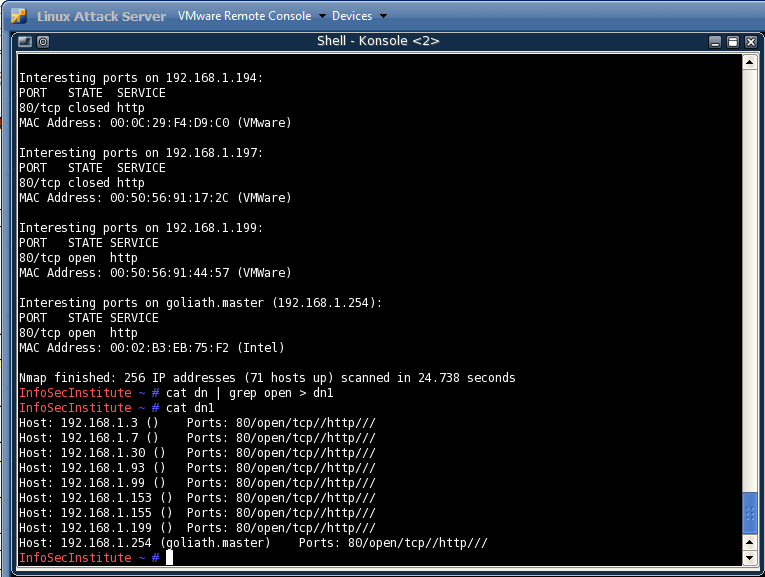 Linux Attack Server VMware Remote Console Devices
Shell - Konsole <2>
Interesting ports on 192.168.1.194:
PORT   STATE  SERVICE
80/tcp closed http
MAC Address: 00:0C:29:F4:D9:C0 (VMware)
Interesting ports on 192.168.1.197:
PORT   STATE  SERVICE
80/tcp closed http
MAC Address: 00:50:56:91:17:2C (VMWare)
Interesting ports on 192.168.1.199:
PORT   STATE SERVICE
80/tcp open  http
MAC Address: 00:50:56:91:44:57 (VMWare)
Interesting ports on goliath.master (192.168.1.254):
PORT   STATE SERVICE
80/tcp open  http
MAC Address: 00:02:B3:EB:75:F2 (Intel)
Nmap finished: 256 IP addresses (71 hosts up) scanned in 24.738 seconds
InfoSecInstitute ~ # cat dn | grep open > dn1
InfoSecInstitute ~ # cat dn1
Host: 192.168.1.3 ()    Ports: 80/open/tcp//http///
Host: 192.168.1.7 ()    Ports: 80/open/tcp//http///
Host: 192.168.1.30 ()   Ports: 80/open/tcp//http///
Host: 192.168.1.93 ()   Ports: 80/open/tcp//http///
Host: 192.168.1.99 ()   Ports: 80/open/tcp//http///
Host: 192.168.1.153 ()  Ports: 80/open/tcp//http///
Host: 192.168.1.155 ()  Ports: 80/open/tcp//http///
Host: 192.168.1.199 ()  Ports: 80/open/tcp//http///
Host: 192.168.1.254 (goliath.master)    Ports: 80/open/tcp//http///
InfoSecInstitute ~ #